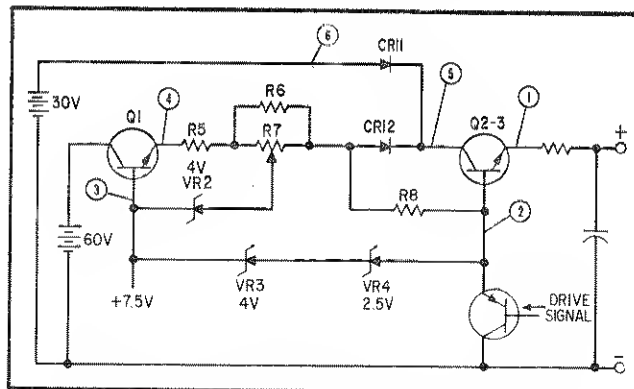 6
CR11
30V
R6
5
Q2-3
1
+
Q1
4
R5
R7
CR12
4V
VR2
R8
3
2
60V
+7.5V
VR3
4V
VR4
2.5V
DRIVE
SIGNAL
-